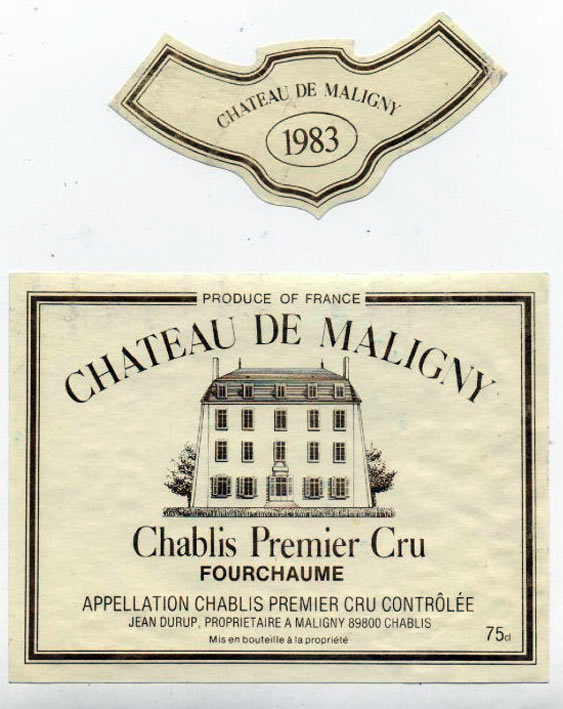 CHATEAU DE MALIGNY
1983
PRODUCE OF FRANCE
CHATEAU DE MALIGNY
Chablis Premier Cru
FOURCHAUME
APPELLATION CHABLIS PREMIER CRU CONTRÔLÉE
JEAN DURUP, PROPRIETAIRE A MALIGNY 89800 CHABLIS
Mis en bouteille à la propriété
75cl